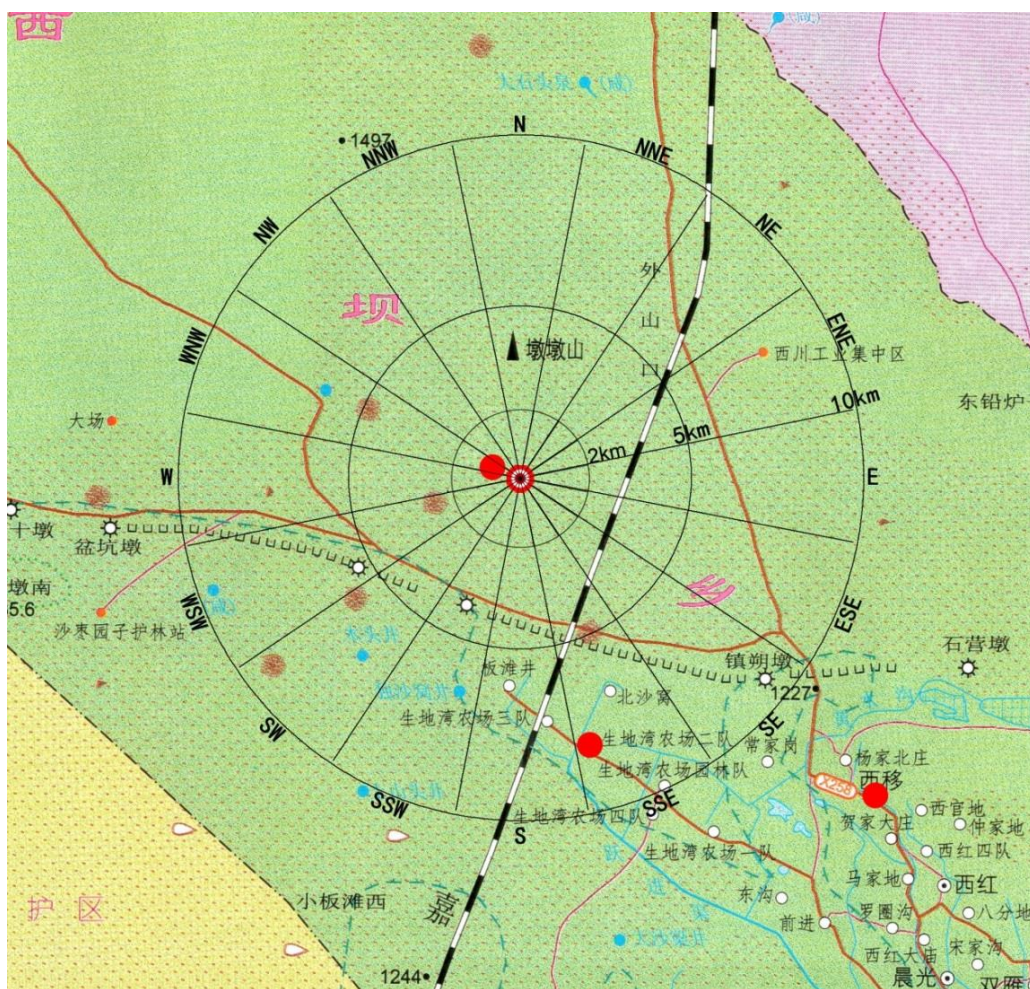 (咸)
大石头泉
(咸)
1497
N
NNW
NNE
NW
NE
外
山
口
坝
墩墩山
ENE
WNW
西川工业集中区
10km
东铅炉
大场
5km
2km
W
E
十墩
盆坑墩
墩南
5.6
(咸)
WSW
乡
ESE
沙枣园子护林站
石营墩
镇朔墩
板滩井
1227
北沙窝
生地湾农场三队
SW
SE
生地湾农场二队
常家岗
杨家北庄
生地湾农场园林队
X258
西移
SSW
SSE
生地湾农场四队
S
贺家大庄
西官地
仲家地
生地湾农场一队
西红四队
马家地
西红
东沟
小板滩西
嘉
护 区
前进
罗圈沟
八分地
西红大庙
宋家沟
1244
晨光
双雁